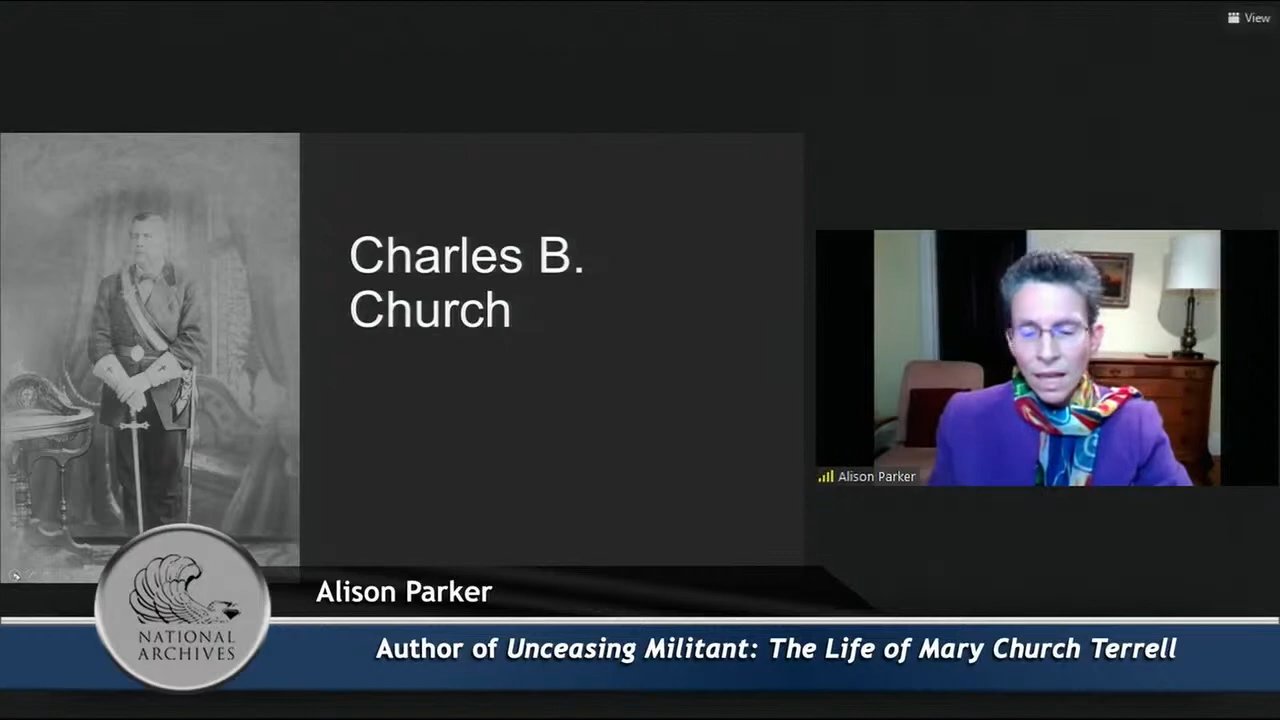 View
Charles B.
Church
Alison Parker
Alison Parker
Author of Unceasing Militant: The Life of Mary Church Terrell
NATIONAL
ARCHIVES